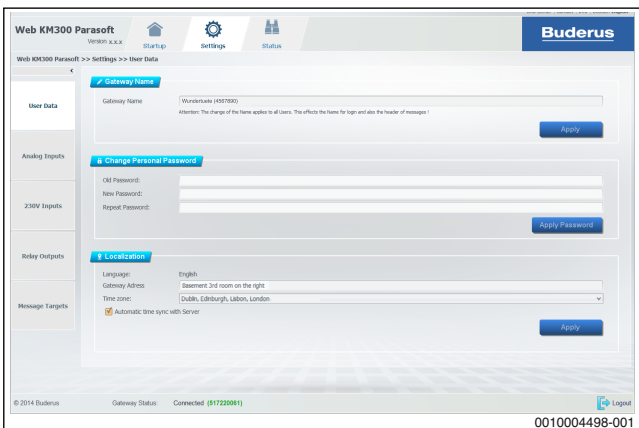 Web KM300 Parasoft
Version x.x.x
Startup
Settings
Status
Buderus
Web KM300 Parasoft >> Settings >> User Data
<
User Data
Analog Inputs
230V Inputs
Relay Outputs
Message Targets
Gateway Name
Gateway Name Wundertuete (4567890)
Attention: The change of the Name applies to all Users. This effects the Name for login and also the header of messages !
Apply
Change Personal Password
Old Password:
New Password:
Repeat Password:
Apply Password
Localization
Language: English
Gateway Adress Basement 3rd room on the right
Time zone: Dublin, Edinburgh, Lisbon, London
Automatic time sync with Server
Apply
© 2014 Buderus Gateway Status: Connected (517220061) Logout
0010004498-001